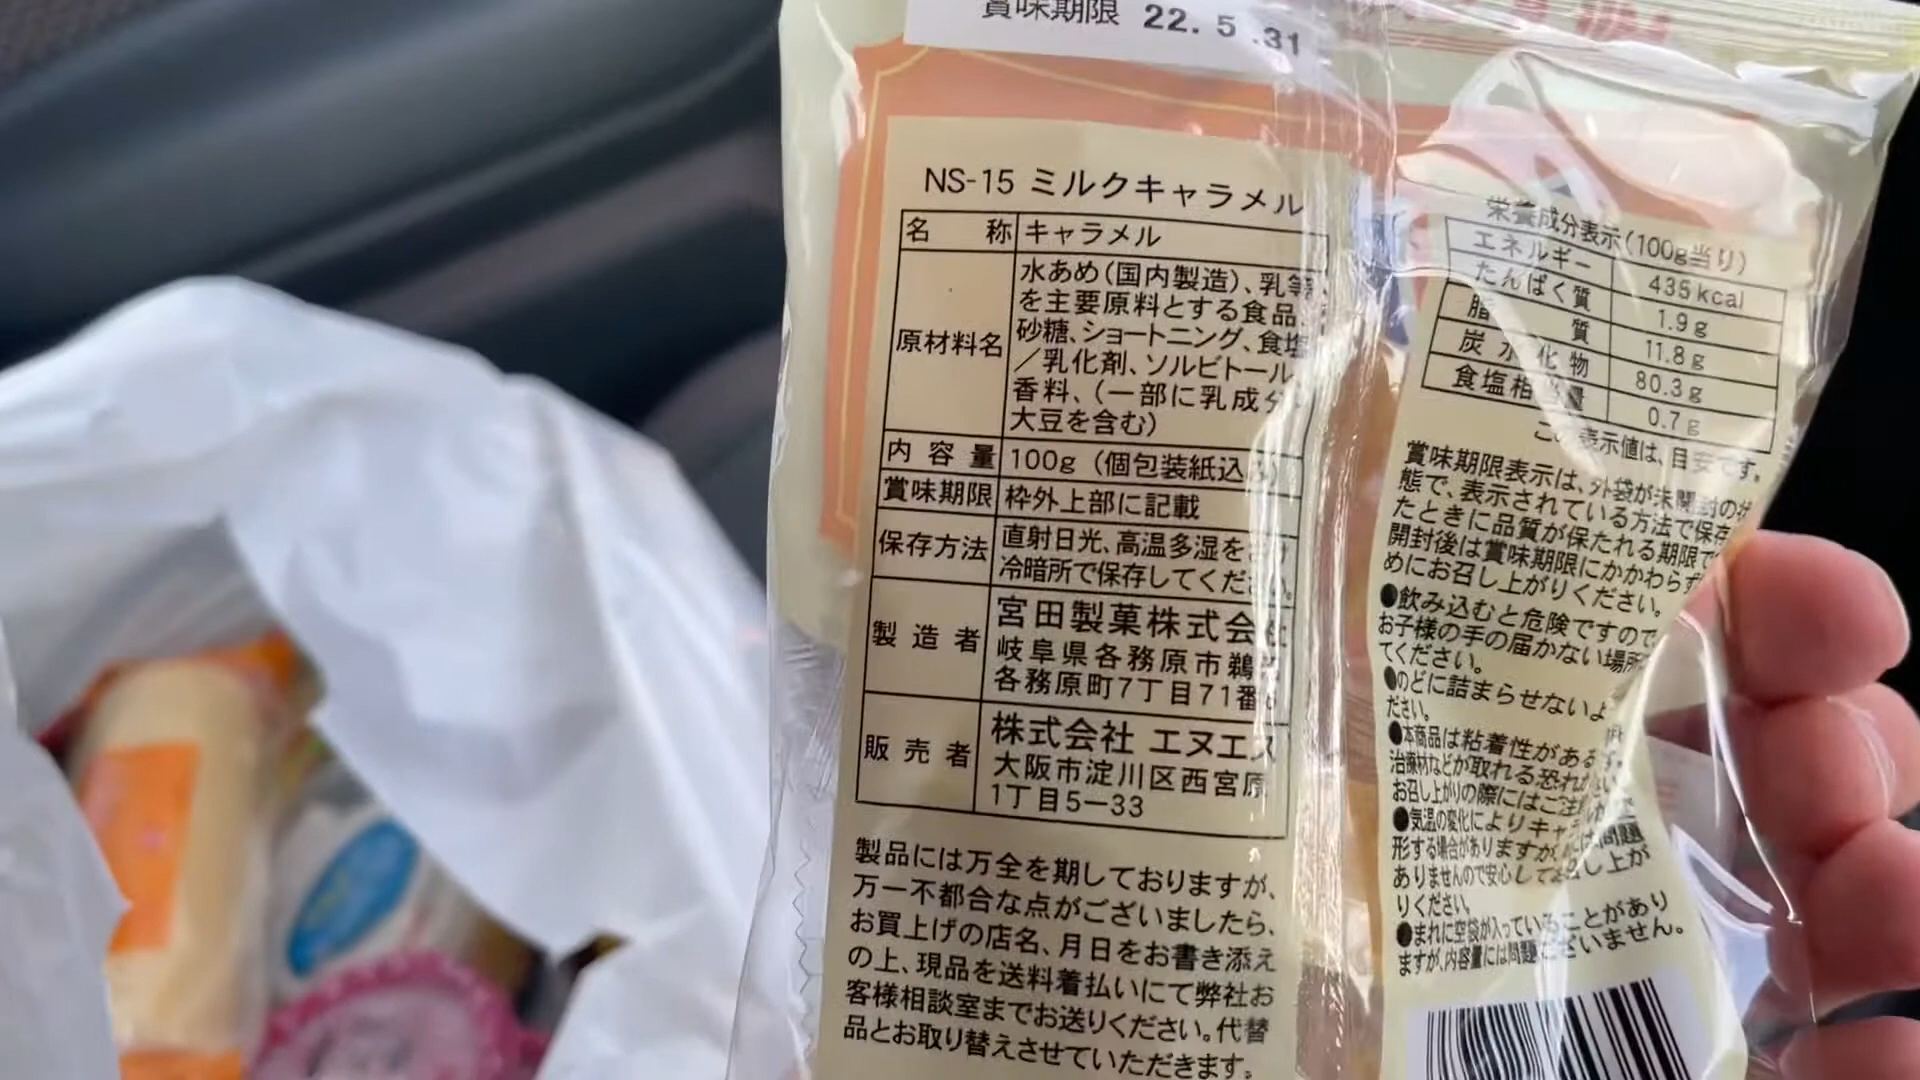 賞味期限 22. 5 .31
NS-15 ミルクキャラメル
名 称 キャラメル
原材料名
水あめ(国内製造)、乳等
を主要原料とする食品、
砂糖、ショートニング、食塩
/乳化剤、ソルビトール、
香料、(一部に乳成分・
大豆を含む)
内容量 100g (個包装紙込み)
賞味期限 枠外上部に記載
保存方法
直射日光、高温多湿をさけ
冷暗所で保存してください。
製造者
宮田製菓株式会社
岐阜県各務原市鵜沼
各務原町7丁目71番
販売者
株式会社 エヌエス
大阪市淀川区西宮原
1丁目5-33
製品には万全を期しておりますが、
万一不都合な点がございましたら、
お買上げの店名、月日をお書き添え
の上、現品を送料着払いにて弊社お
客様相談室までお送りください。代替
品とお取り替えさせていただきます。
栄養成分表示(100g当り)
エネルギー 435kcal
たんぱく質 1.9g
脂質 11.8g
炭水化物 80.3g
食塩相当量 0.7g
この表示値は、目安です。
賞味期限表示は、外袋が未開封の状
態で、表示されている方法で保存
たときに品質が保たれる期限で
開封後は賞味期限にかかわらず
めにお召し上がりください。
●飲み込むと危険ですので
お子様の手の届かない場所
てください。
●のどに詰まらせないよ
ださい。
●本商品は粘着性がある
治療材などが取れる恐れ
お召し上がりの際にはご注
●気温の変化によりキャ
形する場合がありますが 問題
ありませんので安心してお召し上が
りください。
●まれに空袋が入っていることがあり
ますが、内容量には問題ございません。